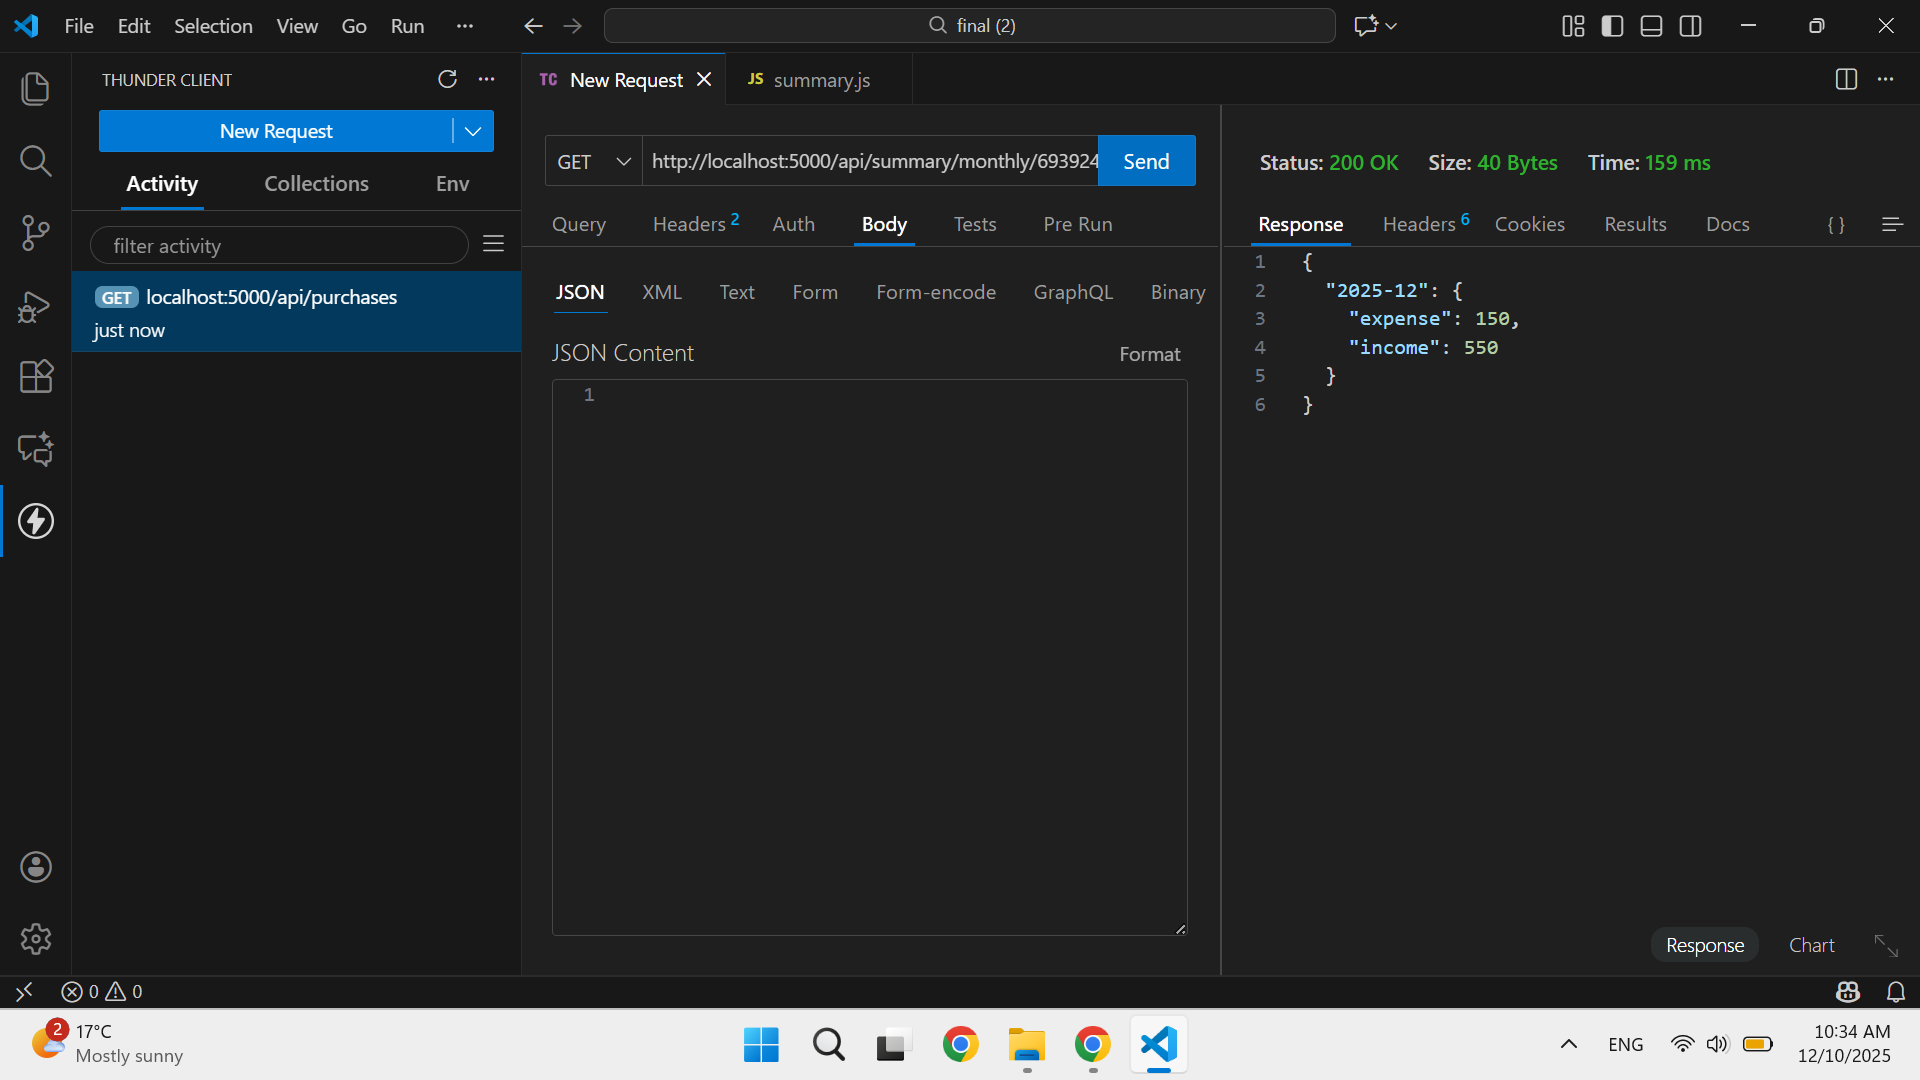 File Edit Selection View Go Run ···
final (2)
THUNDER CLIENT
New Request
Activity Collections Env
filter activity
GET localhost:5000/api/purchases
just now
TC New Request
JS summary.js
GET http://localhost:5000/api/summary/monthly/693924 Send
Query Headers 2 Auth Body Tests Pre Run
JSON XML Text Form Form-encode GraphQL Binary
JSON Content Format
1
Status: 200 OK Size: 40 Bytes Time: 159 ms
Response Headers 6 Cookies Results Docs { }
1 {
2 "2025-12": {
3 "expense": 150,
4 "income": 550
5 }
6 }
Response Chart
0 0
2 17°C
Mostly sunny
ENG
10:34 AM
12/10/2025